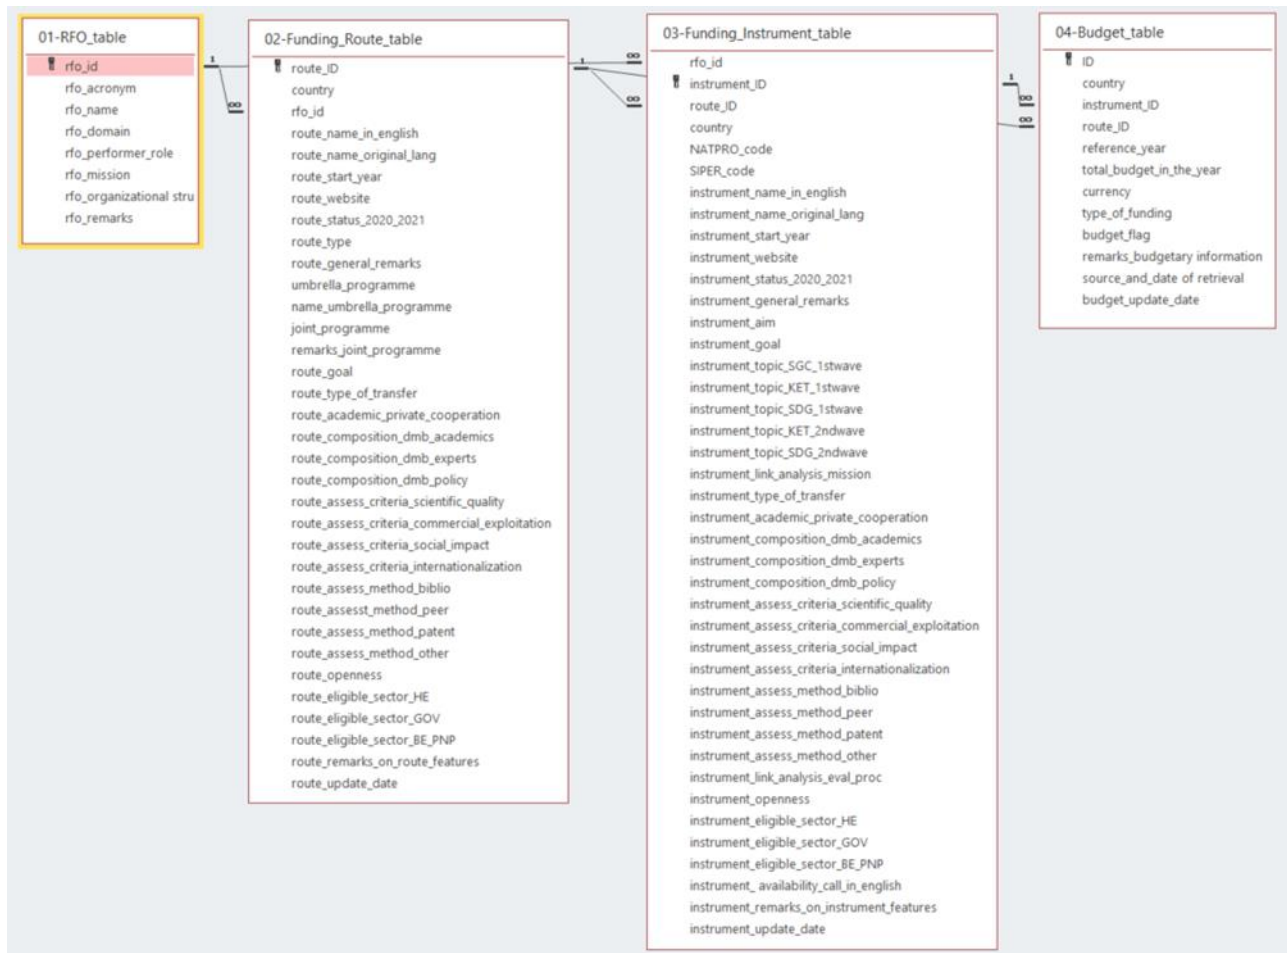 01-RFO_table
rfo_id
rfo_acronym
rfo_name
rfo_domain
rfo_performer_role
rfo_mission
rfo_organizational stru
rfo_remarks
1
∞
02-Funding_Route_table
route_ID
country
rfo_id
route_name_in_english
route_name_original_lang
route_start_year
route_website
route_status_2020_2021
route_type
route_general_remarks
umbrella_programme
name_umbrella_programme
joint_programme
remarks_joint_programme
route_goal
route_type_of_transfer
route_academic_private_cooperation
route_composition_dmb_academics
route_composition_dmb_experts
route_composition_dmb_policy
route_assess_criteria_scientific_quality
route_assess_criteria_commercial_exploitation
route_assess_criteria_social_impact
route_assess_criteria_internationalization
route_assess_method_biblio
route_assesst_method_peer
route_assess_method_patent
route_assess_method_other
route_openness
route_eligible_sector_HE
route_eligible_sector_GOV
route_eligible_sector_BE_PNP
route_remarks_on_route_features
route_update_date
1
∞
∞
03-Funding_Instrument_table
rfo_id
instrument_ID
route_ID
country
NATPRO_code
SIPER_code
instrument_name_in_english
instrument_name_original_lang
instrument_start_year
instrument_website
instrument_status_2020_2021
instrument_general_remarks
instrument_aim
instrument_goal
instrument_topic_SGC_1stwave
instrument_topic_KET_1stwave
instrument_topic_SDG_1stwave
instrument_topic_KET_2ndwave
instrument_topic_SDG_2ndwave
instrument_link_analysis_mission
instrument_type_of_transfer
instrument_academic_private_cooperation
instrument_composition_dmb_academics
instrument_composition_dmb_experts
instrument_composition_dmb_policy
instrument_assess_criteria_scientific_quality
instrument_assess_criteria_commercial_exploitation
instrument_assess_criteria_social_impact
instrument_assess_criteria_internationalization
instrument_assess_method_biblio
instrument_assess_method_peer
instrument_assess_method_patent
instrument_assess_method_other
instrument_link_analysis_eval_proc
instrument_openness
instrument_eligible_sector_HE
instrument_eligible_sector_GOV
instrument_eligible_sector_BE_PNP
instrument_ availability_call_in_english
instrument_remarks_on_instrument_features
instrument_update_date
1
∞
∞
04-Budget_table
ID
country
instrument_ID
route_ID
reference_year
total_budget_in_the_year
currency
type_of_funding
budget_flag
remarks_budgetary information
source_and_date of retrieval
budget_update_date